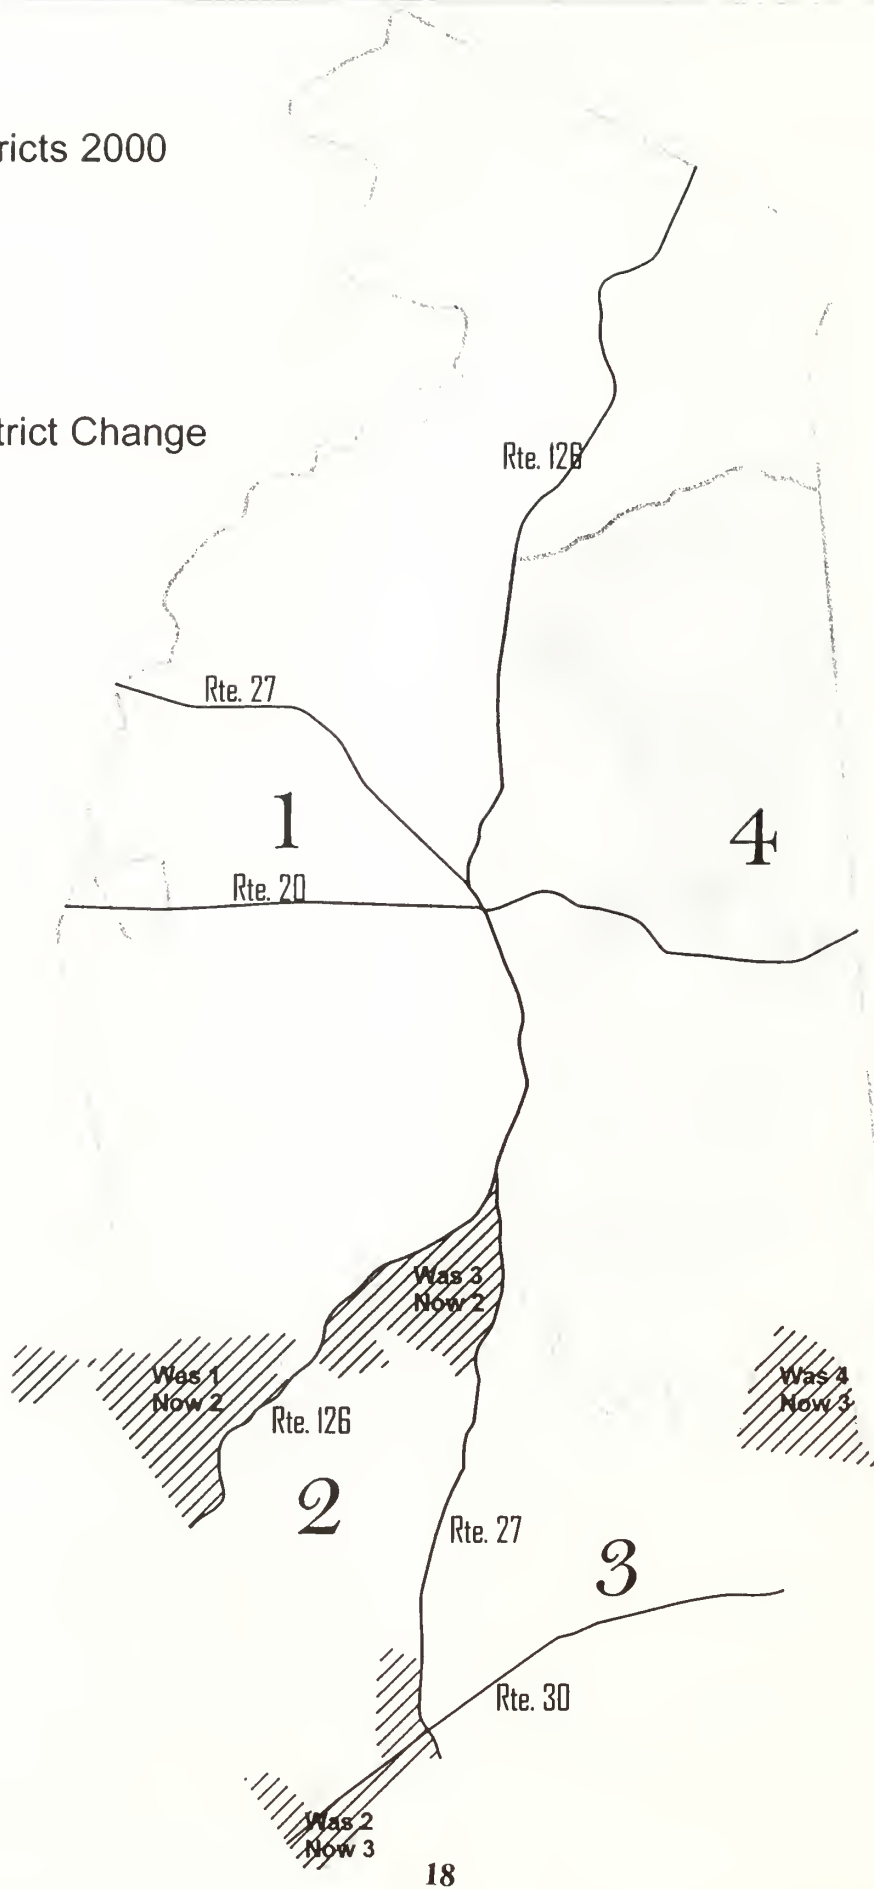 ricts 2000
trict Change
Rte. 126
Rte. 27
1
4
Rte. 20
Was 3
Now 2
Was 1
Now 2
Was 4
Now 3
Rte. 126
2
Rte. 27
3
Rte. 30
Was 2
Now 3
18